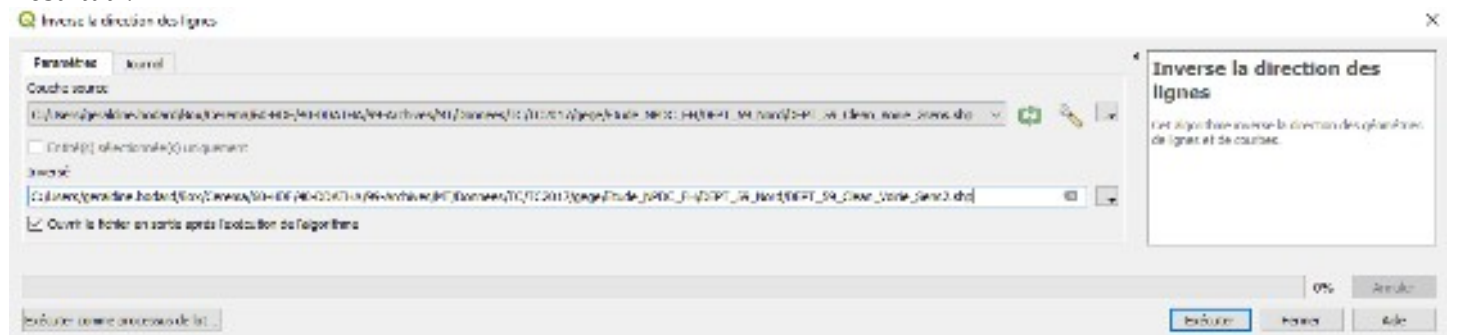 Inverse la direction des lignes
Paramètres Journal
Couche source
Entité(s) sélectionnée(s) uniquement
Inversé
Ouvrir le fichier en sortie après l'exécution de l'algorithme
Inverse la direction des
lignes
Cet algorithme inverse la direction des géométries
de lignes et de courbes.
0% Annuler
Exécuter comme processus de lot...
Exécuter Fermer Aide